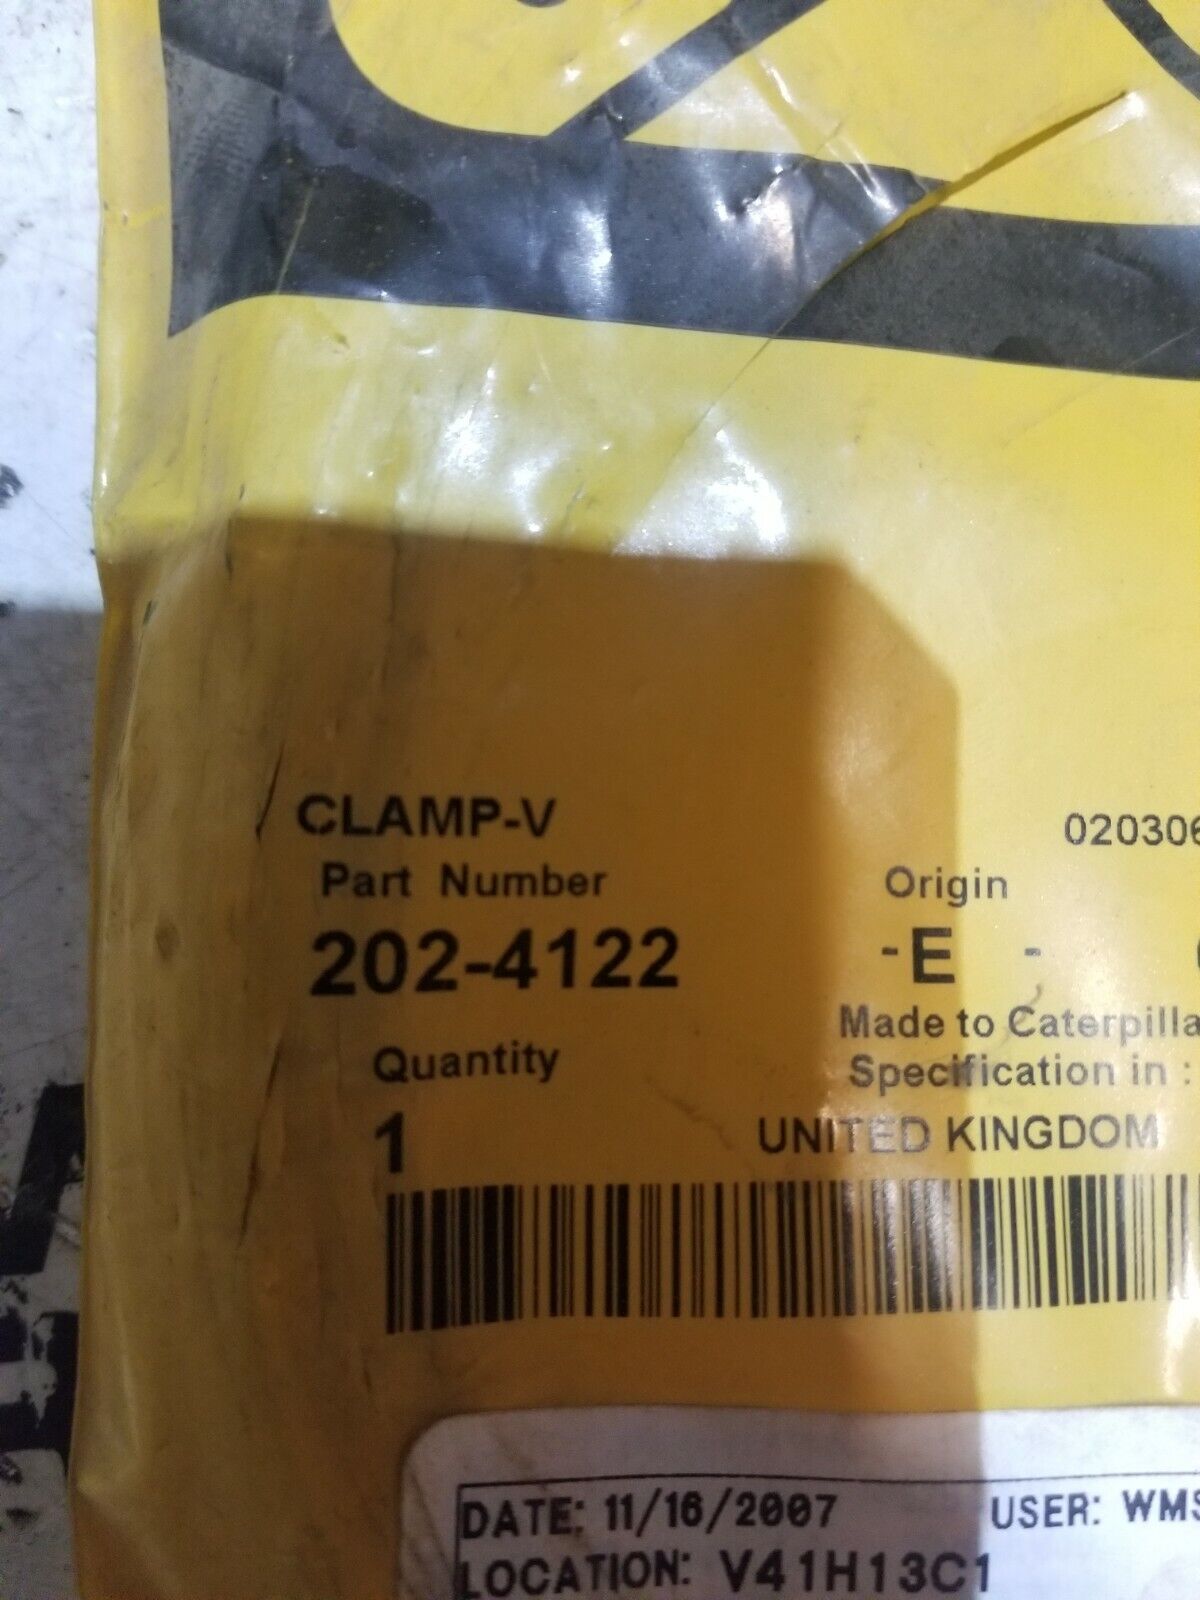 CLAMP-V
020306
Part Number
Origin
202-4122
-E -
Made to Caterpilla
Quantity
Specification in :
1
UNITED KINGDOM
DATE: 11/16/2007 USER: WMS
LOCATION: V41H13C1